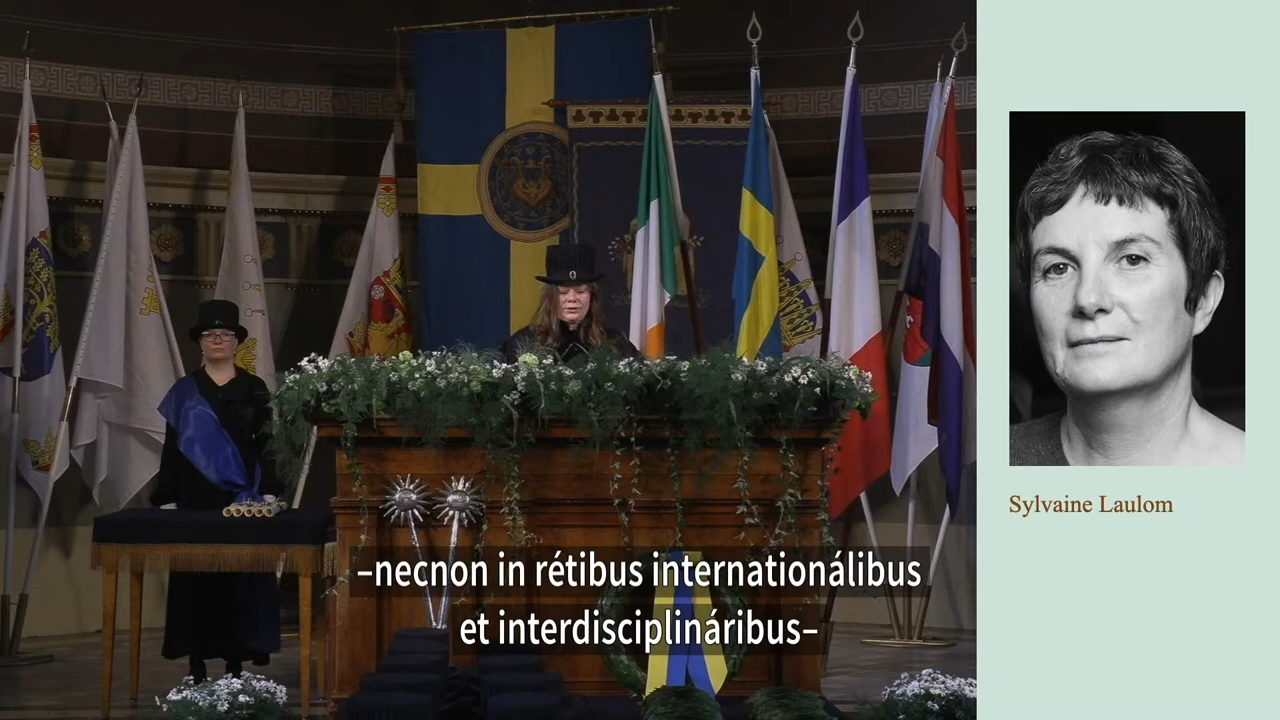 –necnon in rétibus internationálibus
et interdisciplináribus–
Sylvaine Laulom